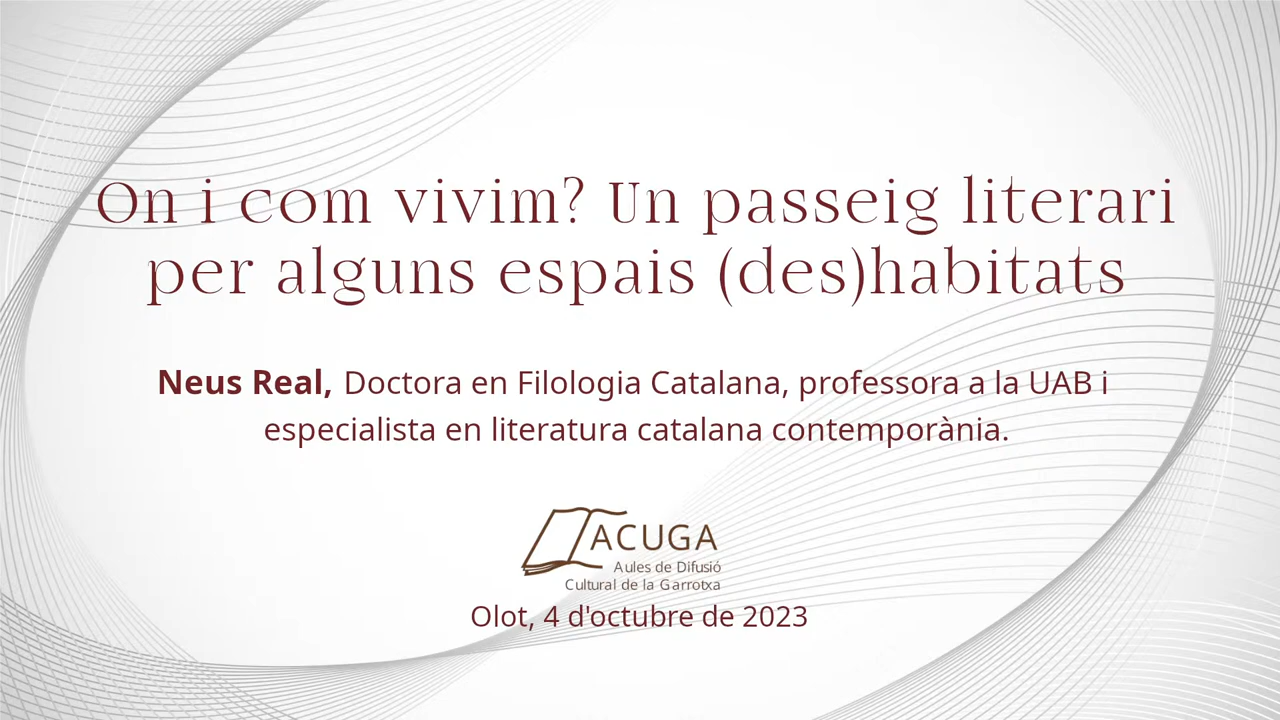 On i com vivim? Un passeig literari
per alguns espais (des)habitats
Neus Real, Doctora en Filologia Catalana, professora a la UAB i
especialista en literatura catalana contemporània.
ACUGA
Aules de Difusió
Cultural de la Garrotxa
Olot, 4 d'octubre de 2023